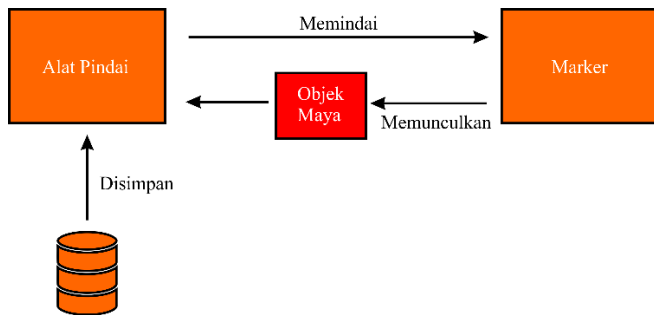 Memindai
Alat Pindai
Marker
Objek
Maya
Memunculkan
Disimpan